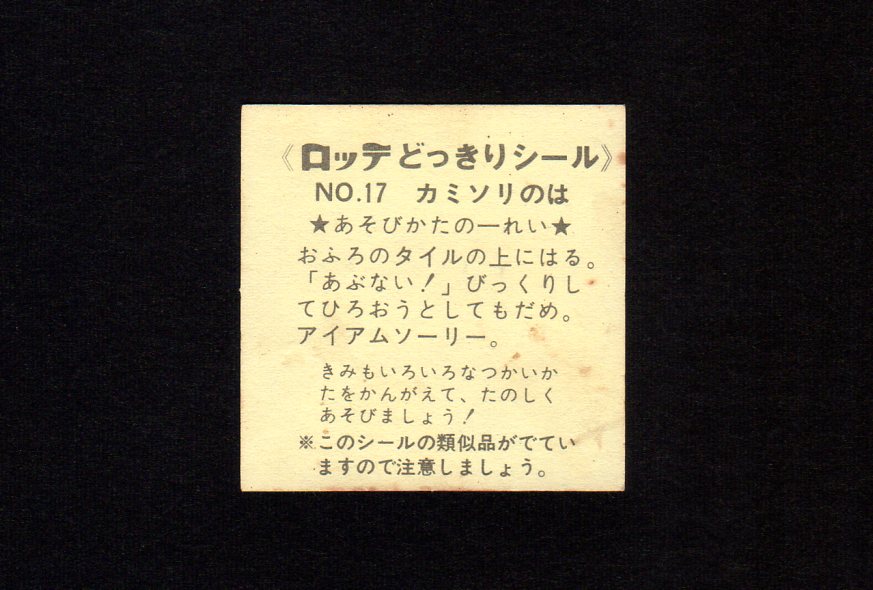 《ロッテどっきりシール》
NO.17 カミソリのは
★あそびかたの一れい★
おふろのタイルの上にはる。
「あぶない！」びっくりし
てひろおうとしてもだめ。
アイアムソーリー。
きみもいろいろなつかいか
たをかんがえて、たのしく
あそびましょう！
※このシールの類似品がでてい
ますので注意しましょう。